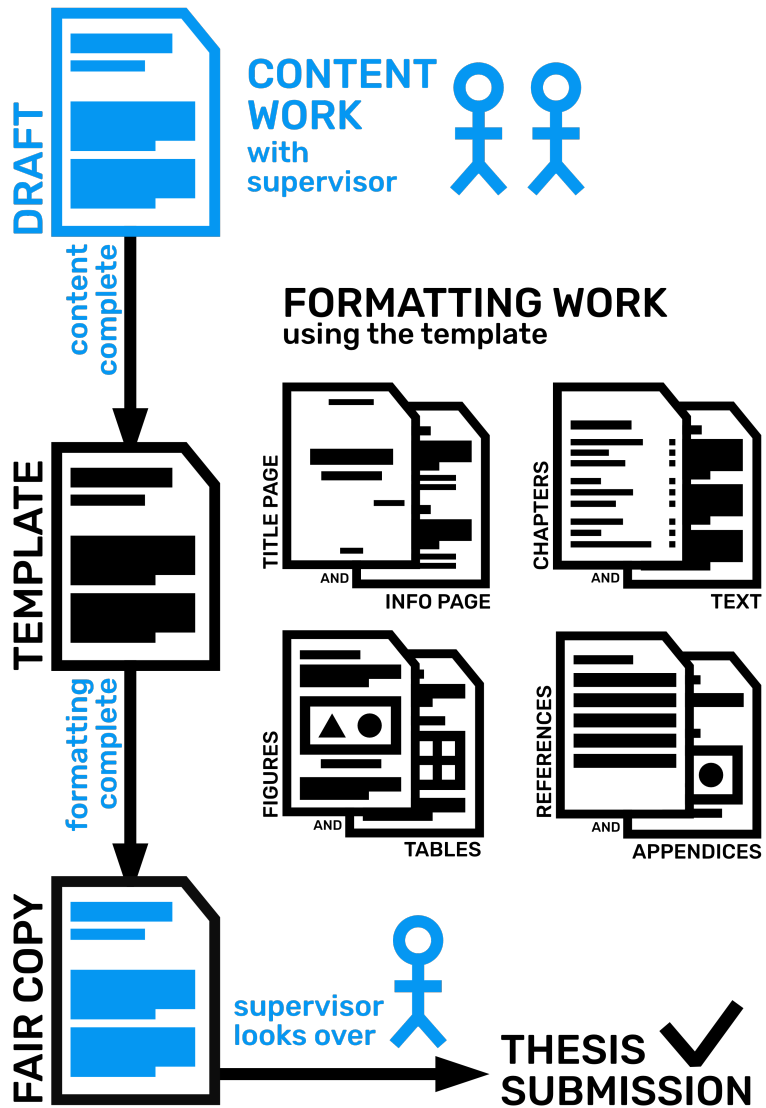 DRAFT
CONTENT
WORK
with
supervisor
content
complete
FORMATTING WORK
using the template
TEMPLATE
TITLE PAGE
AND
INFO PAGE
CHAPTERS
AND
TEXT
FIGURES
AND
TABLES
REFERENCES
AND
APPENDICES
formatting
complete
FAIR COPY
supervisor
looks over
THESIS
SUBMISSION